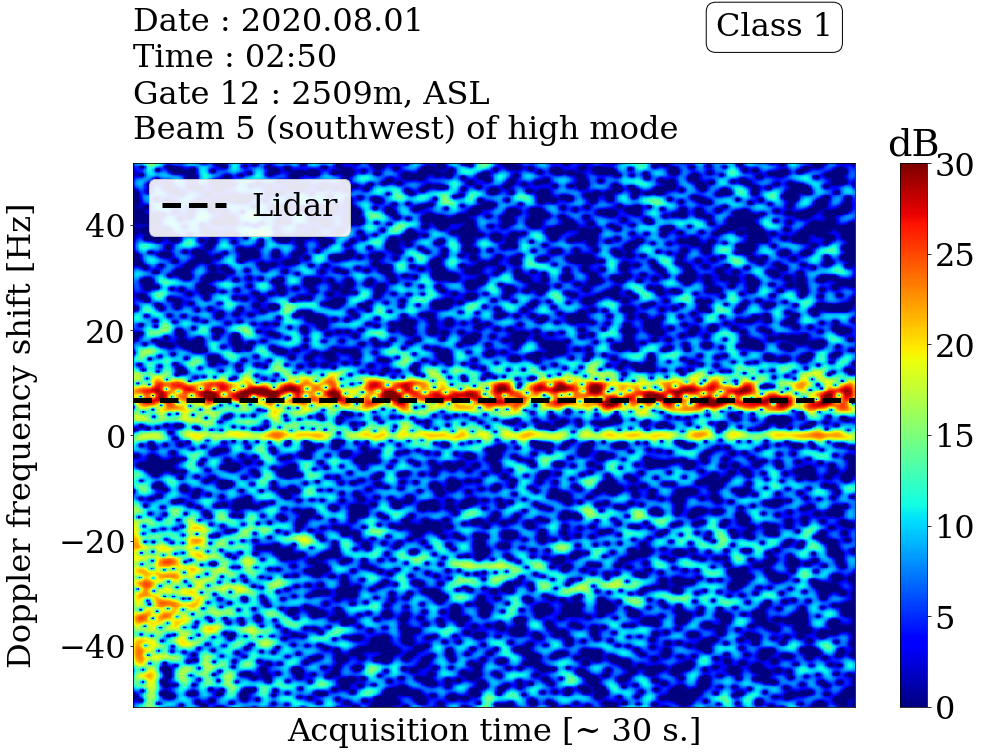 Date : 2020.08.01
Time : 02:50
Gate 12 : 2509m, ASL
Beam 5 (southwest) of high mode
Class 1
dB
Lidar
Doppler frequency shift [Hz]
40
20
0
−20
−40
30
25
20
15
10
5
0
Acquisition time [~ 30 s.]